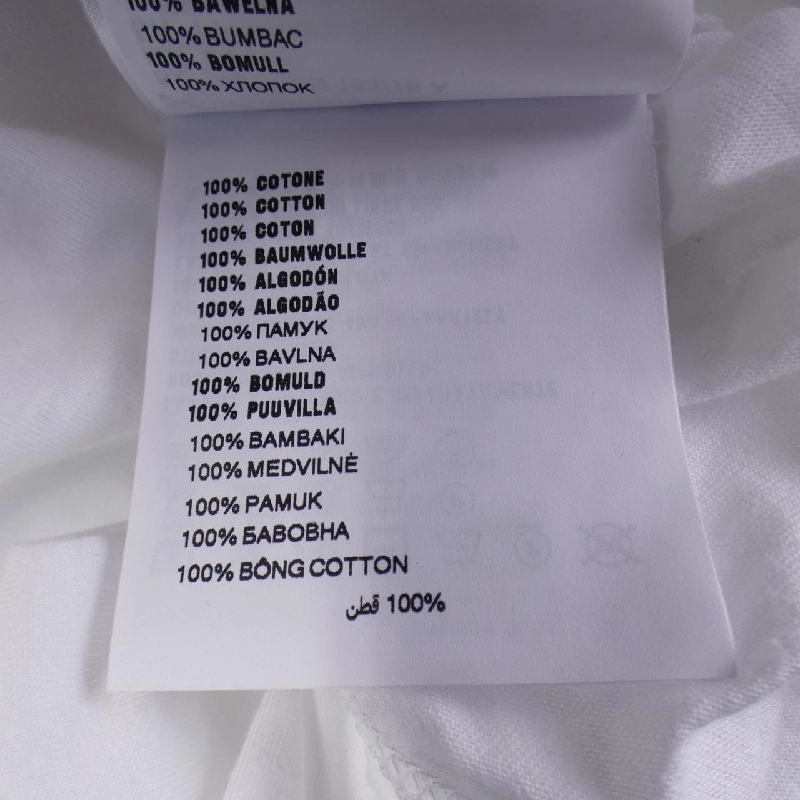 100% BAWEŁNA
100% BUMBAC
100% BOMULL
100% ХЛОПОК
100% COTONE
100% COTTON
100% COTON
100% BAUMWOLLE
100% ALGODÓN
100% ALGODÃO
100% ПАМУК
100% BAVLNA
100% BOMULD
100% PUUVILLA
100% BAMBAKI
100% MEDVILNĖ
100% PAMUK
100% БАВОВНА
100% BÔNG COTTON
100% قطن